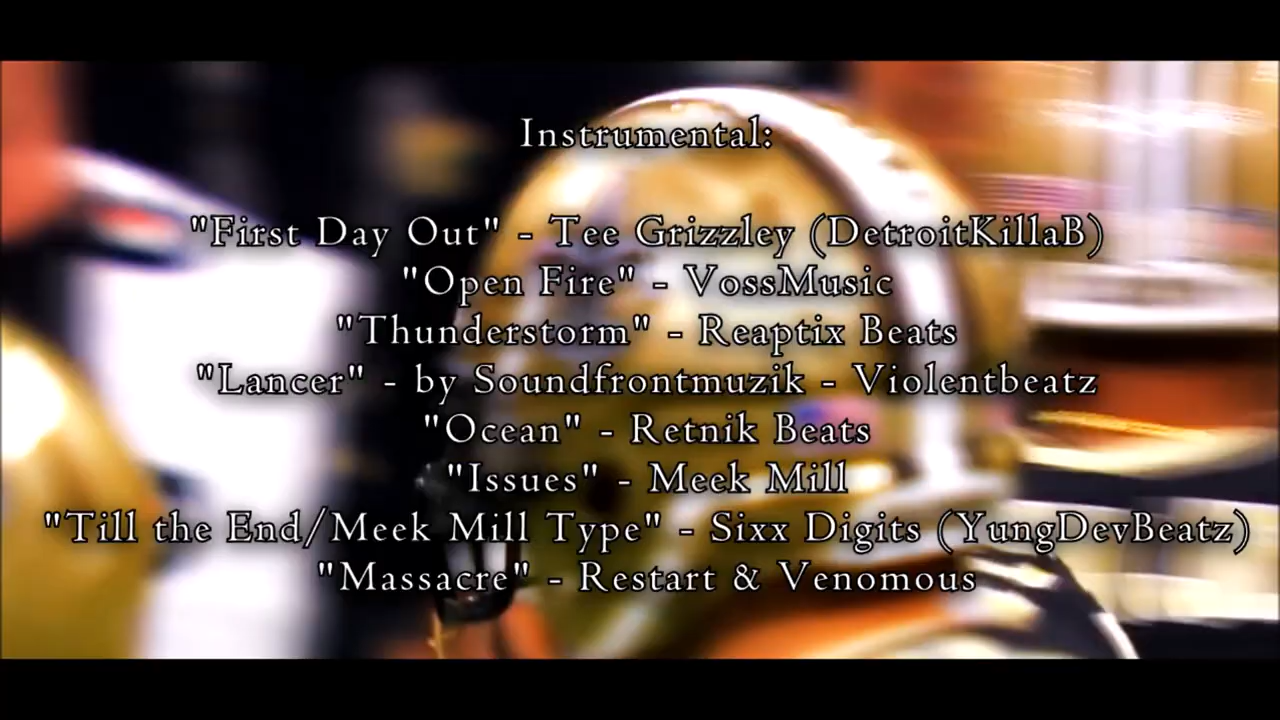 Instrumental:
"First Day Out" - Tee Grizzley (DetroitKillaB)
"Open Fire" - VossMusic
"Thunderstorm" - Reaptix Beats
"Lancer" - by Soundfrontmuzik - Violentbeatz
"Ocean" - Retnik Beats
"Issues" - Meek Mill
"Till the End/Meek Mill Type" - Sixx Digits (YungDevBeatz)
"Massacre" - Restart & Venomous